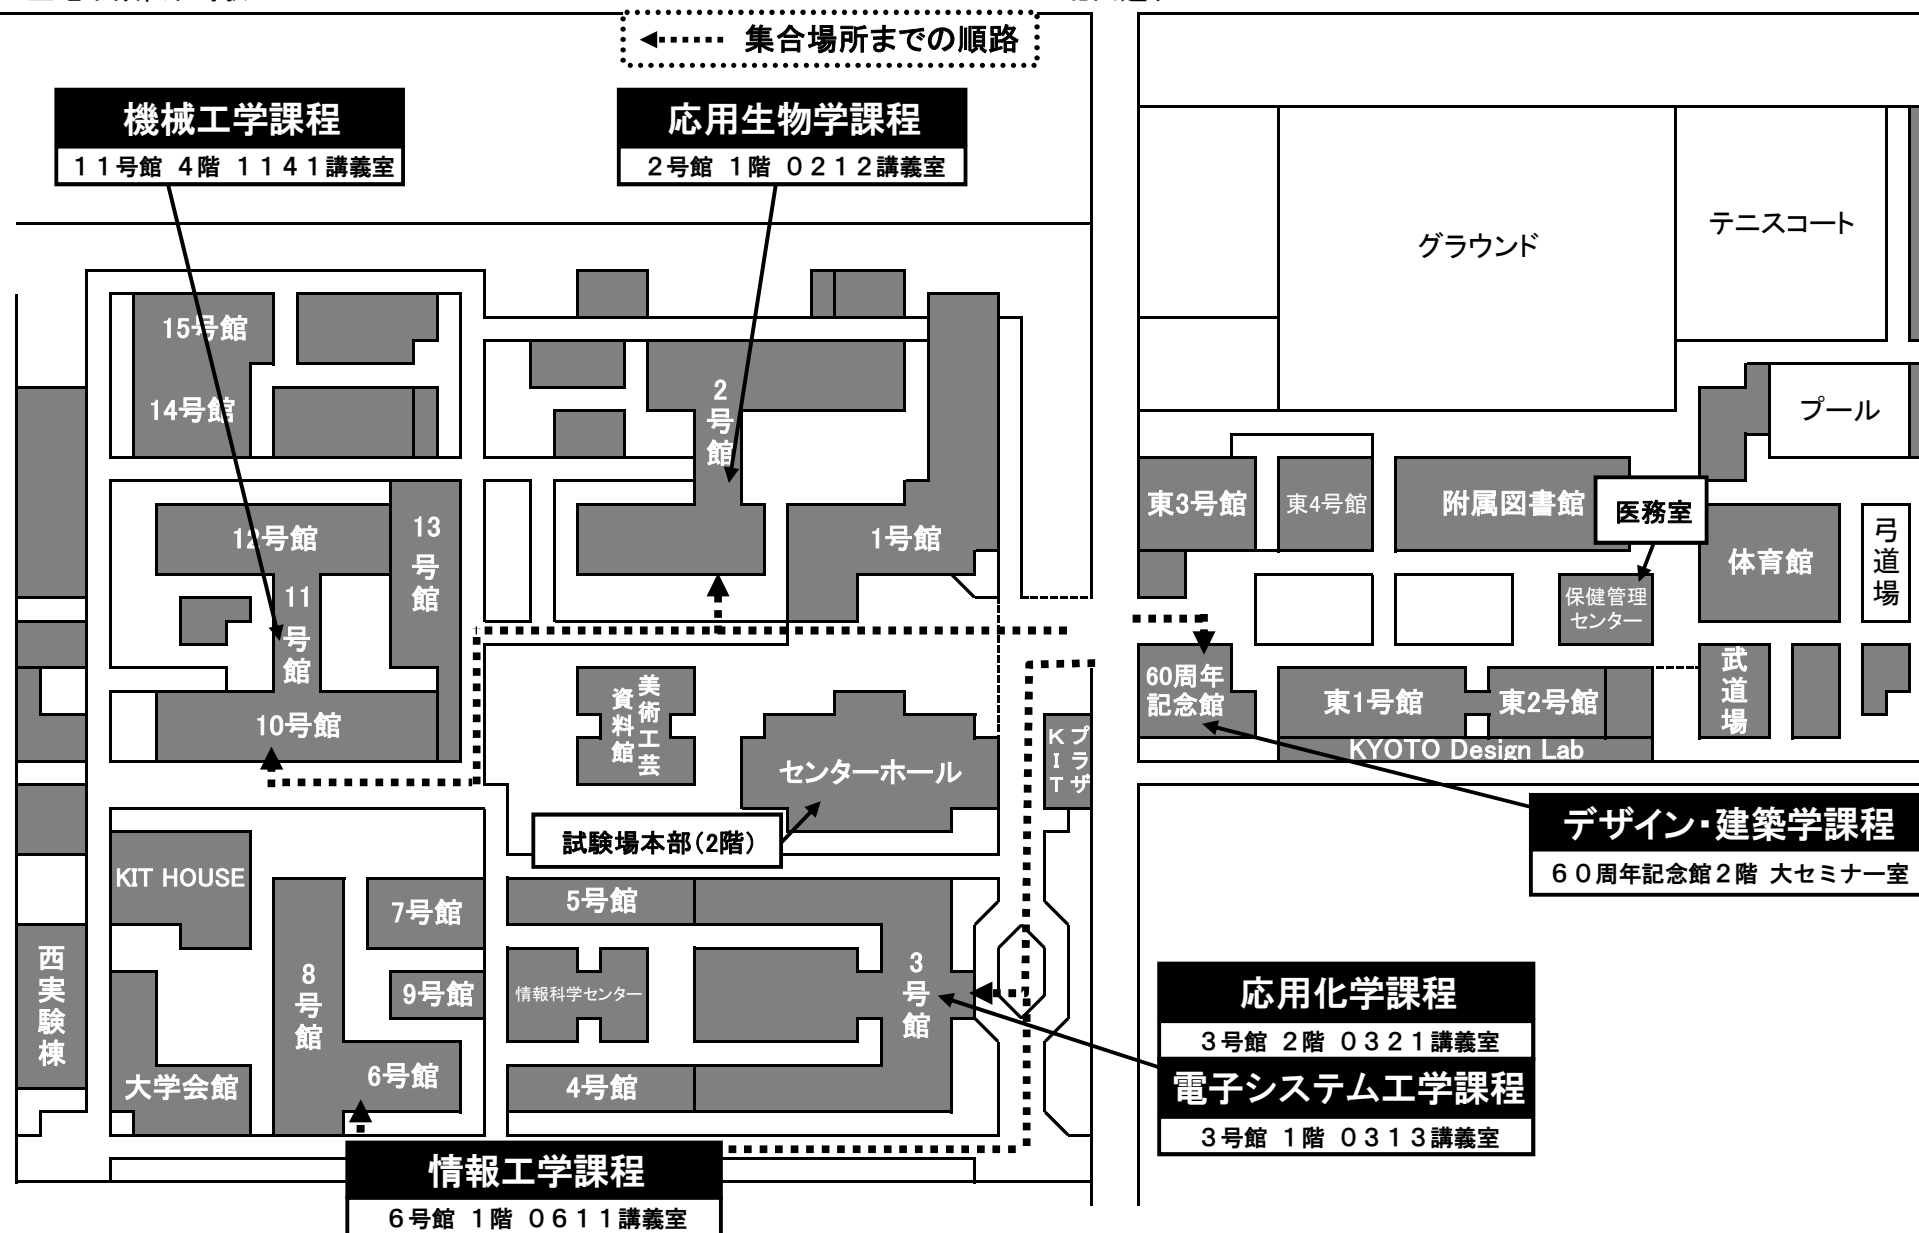 集合場所までの順路
機械工学課程
１１号館 ４階 １１４１講義室
応用生物学課程
２号館 １階 ０２１２講義室
グラウンド
テニスコート
プール
15号館
14号館
2号館
12号館
13号館
11号館
10号館
1号館
東3号館
東4号館
附属図書館
医務室
体育館
弓道場
保健管理
センター
60周年
記念館
東1号館
東2号館
武道場
KYOTO Design Lab
美術工芸
資料館
センターホール
プラザ
KIT
試験場本部(2階)
デザイン・建築学課程
６０周年記念館２階 大セミナー室
KIT HOUSE
7号館
5号館
8号館
9号館
情報科学センター
3号館
西実験棟
大学会館
6号館
4号館
応用化学課程
３号館 ２階 ０３２１講義室
電子システム工学課程
３号館 １階 ０３１３講義室
情報工学課程
６号館 １階 ０６１１講義室